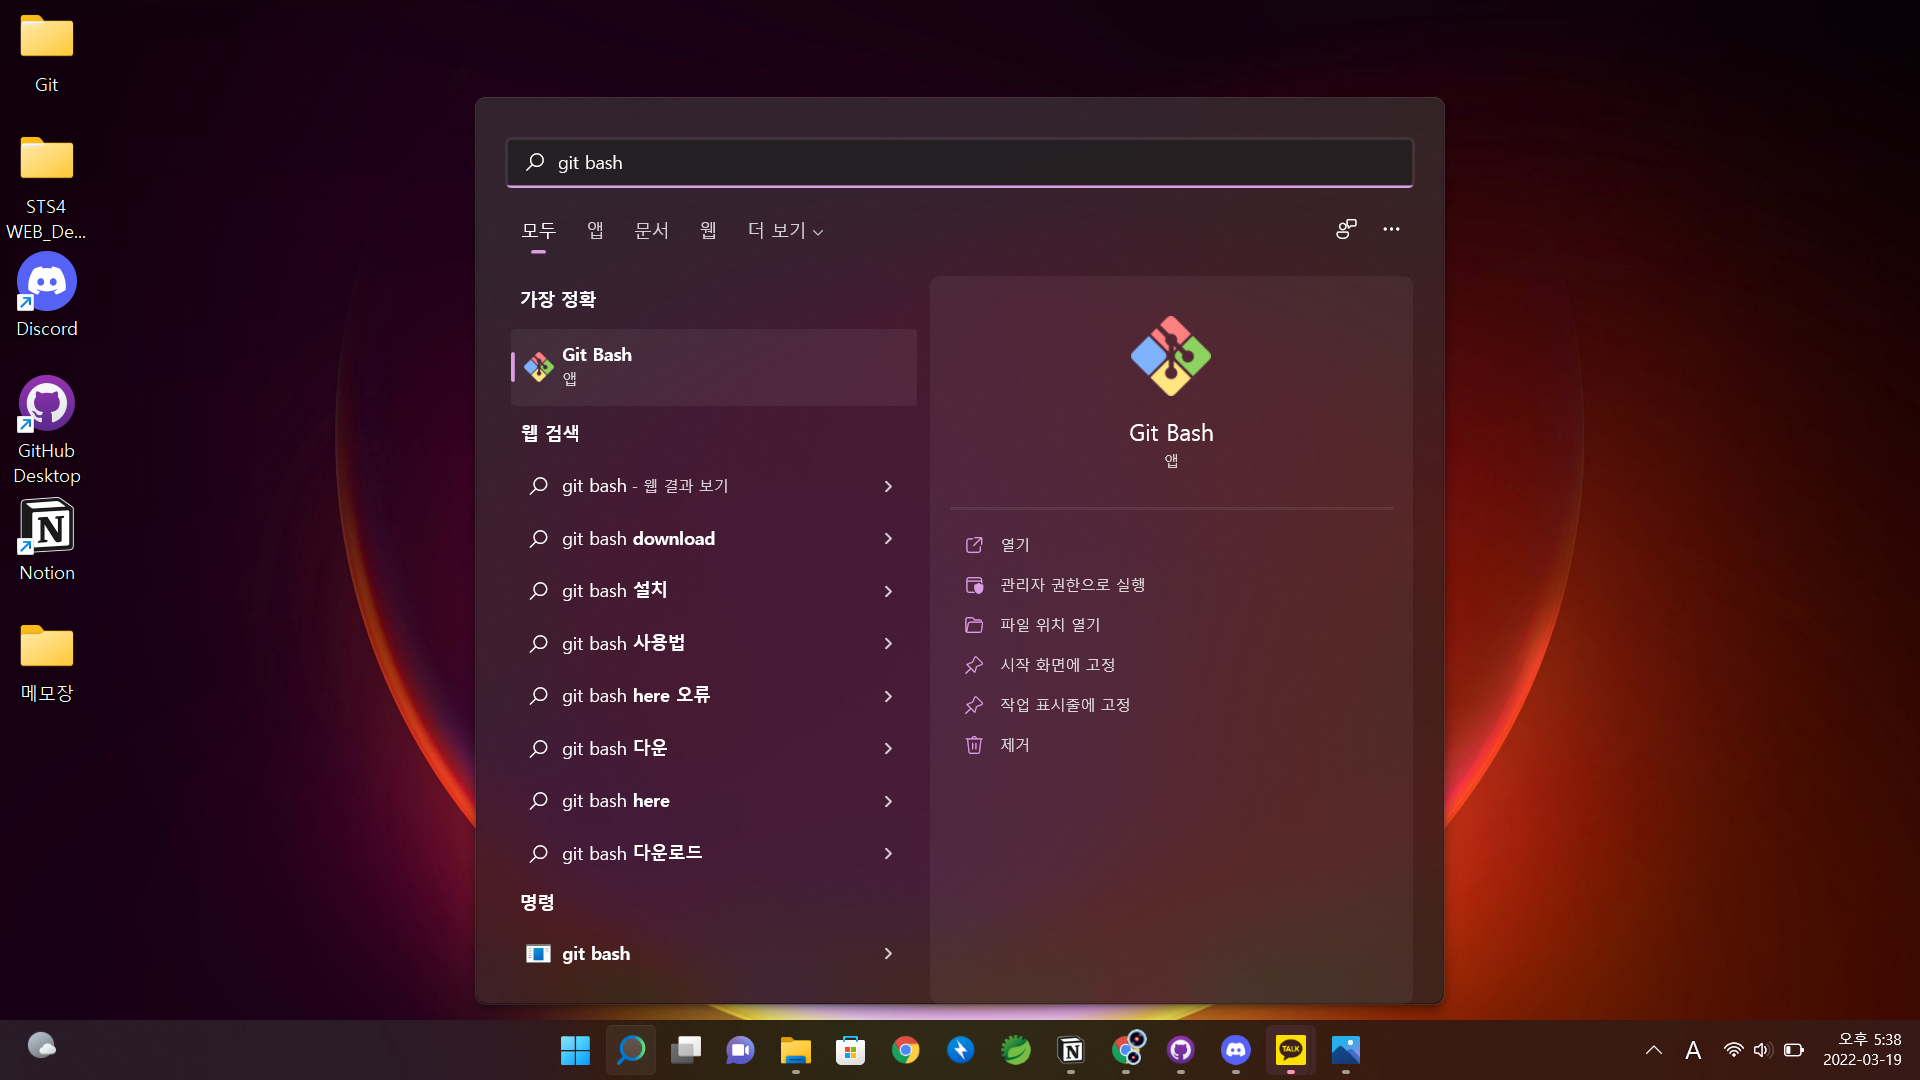 Git
STS4
WEB_De...
Discord
GitHub
Desktop
N
Notion
메모장
git bash
모두 앱 문서 웹 더 보기
가장 정확
Git Bash
앱
웹 검색
git bash - 웹 결과 보기
git bash download
git bash 설치
git bash 사용법
git bash here 오류
git bash 다운
git bash here
git bash 다운로드
명령
git bash
Git Bash
앱
열기
관리자 권한으로 실행
파일 위치 열기
시작 화면에 고정
작업 표시줄에 고정
제거
N
TALK
A
오후 5:38
2022-03-19